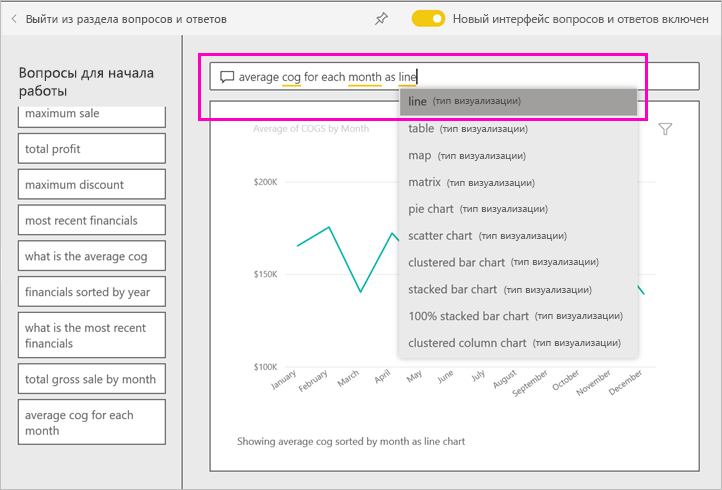 Выйти из раздела вопросов и ответов
Новый интерфейс вопросов и ответов включен
Вопросы для начала
работы
maximum sale
total profit
maximum discount
most recent financials
what is the average cog
financials sorted by year
what is the most recent
financials
total gross sale by month
average cog for each
month
average cog for each month as line
line (тип визуализации)
table (тип визуализации)
map (тип визуализации)
matrix (тип визуализации)
pie chart (тип визуализации)
scatter chart (тип визуализации)
clustered bar chart (тип визуализации)
stacked bar chart (тип визуализации)
100% stacked bar chart (тип визуализации)
clustered column chart (тип визуализации)
Average of COGS by Month
$200K
$150K
$100K
January
February
March
April
May
June
July
August
September
October
November
December
Showing average cog sorted by month as line chart